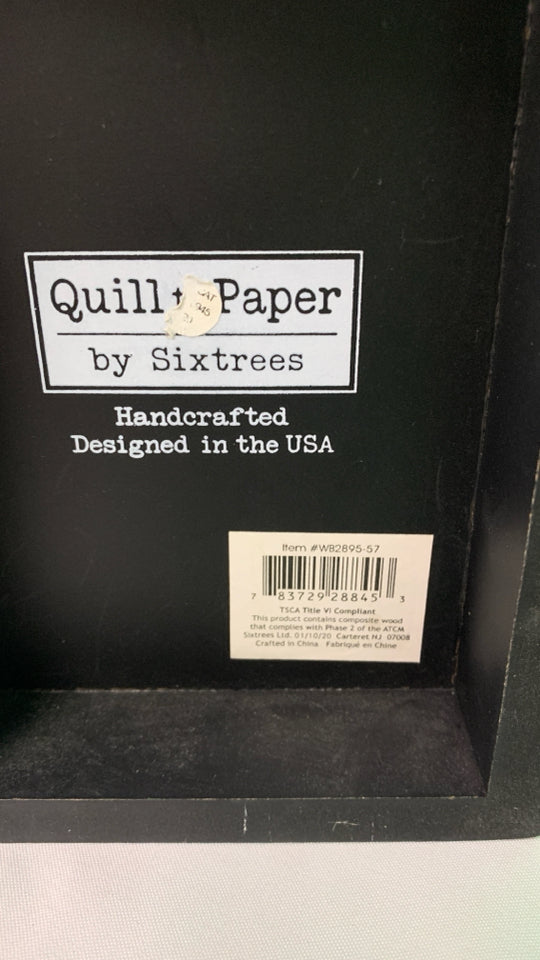 Quill Paper
by Sixtrees
Handcrafted
Designed in the USA
Item #WB2895-57
7 83729 28845 3
TSCA Title VI Compliant
This product contains composite wood
that complies with Phase 2 of the ATCM
Sixtrees Ltd. 01/10/20 Carteret NJ 07008
Crafted in China Fabriqué en Chine